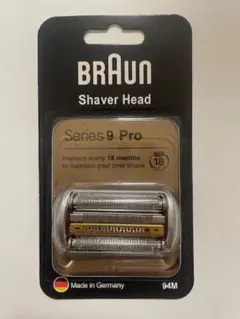 BRAUN
Shaver Head
Series 9 Pro
Replace every 18 months
to maintain your best shave
18
Made in Germany
94M